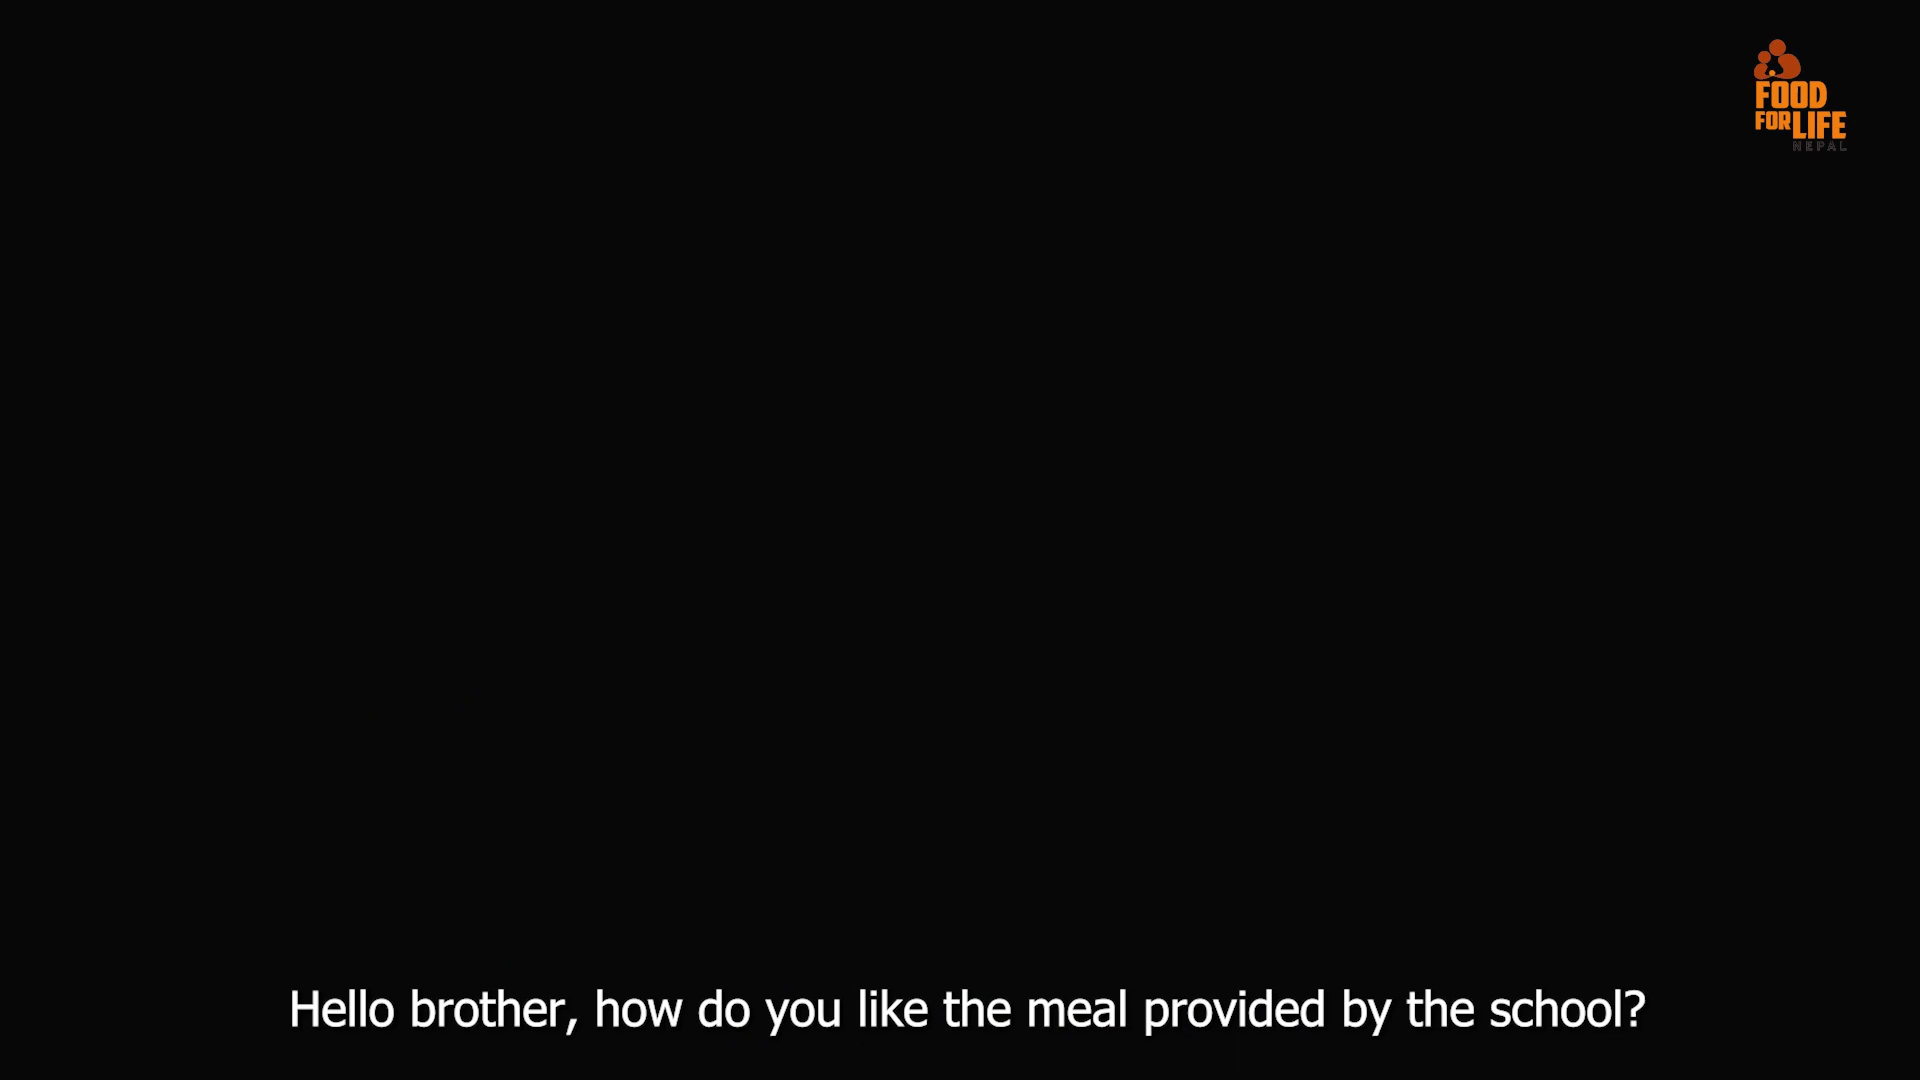 FOOD
FOR LIFE
NEPAL
Hello brother, how do you like the meal provided by the school?